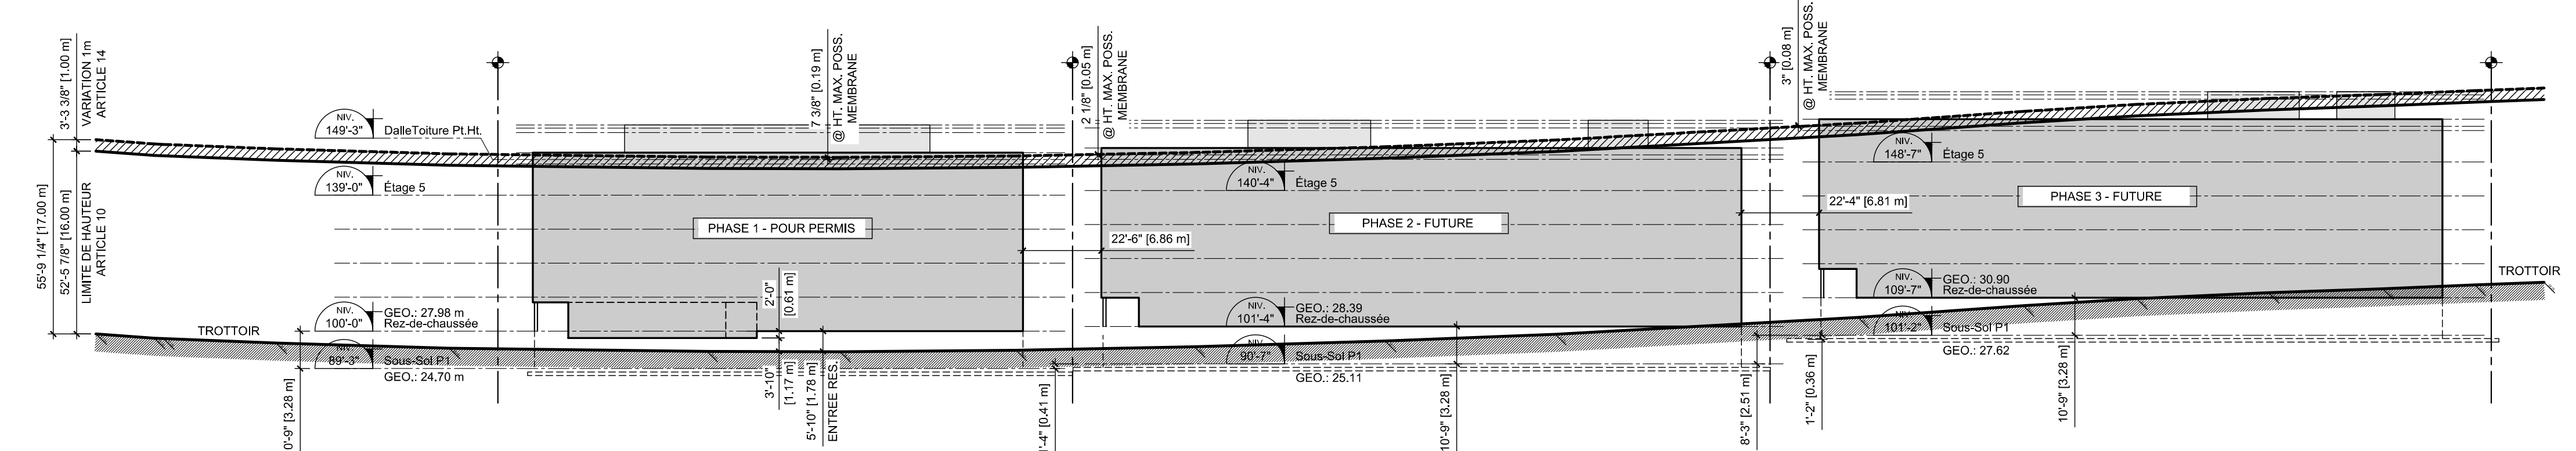 3'-3 3/8" [1.00 m]
VARIATION 1m
ARTICLE 14
55'-9 1/4" [17.00 m]
52'-5 7/8" [16.00 m]
LIMITE DE HAUTEUR
ARTICLE 10
NIV.
149'-3"
DalleToiture Pt.Ht.
NIV.
139'-0"
Étage 5
NIV.
100'-0"
GEO.: 27.98 m
Rez-de-chaussée
TROTTOIR
NIV.
89'-3"
Sous-Sol P1
GEO.: 24.70 m
0'-9" [3.28 m]
7 3/8" [0.19 m]
@ HT. MAX. POSS.
MEMBRANE
PHASE 1 - POUR PERMIS
2'-0"
[0.61 m]
3'-10"
[1.17 m]
5'-10" [1.78 m]
ENTREE RES.
2 1/8" [0.05 m]
@ HT. MAX. POSS.
MEMBRANE
22'-6" [6.86 m]
'-4" [0.41 m]
NIV.
140'-4"
Étage 5
PHASE 2 - FUTURE
NIV.
101'-4"
GEO.: 28.39
Rez-de-chaussée
NIV.
90'-7"
Sous-Sol P1
GEO.: 25.11
10'-9" [3.28 m]
8'-3" [2.51 m]
3" [0.08 m]
@ HT. MAX. POSS.
MEMBRANE
22'-4" [6.81 m]
1'-2" [0.36 m]
NIV.
148'-7"
Étage 5
PHASE 3 - FUTURE
NIV.
109'-7"
GEO.: 30.90
Rez-de-chaussée
NIV.
101'-2"
Sous-Sol P1
GEO.: 27.62
10'-9" [3.28 m]
TROTTOIR